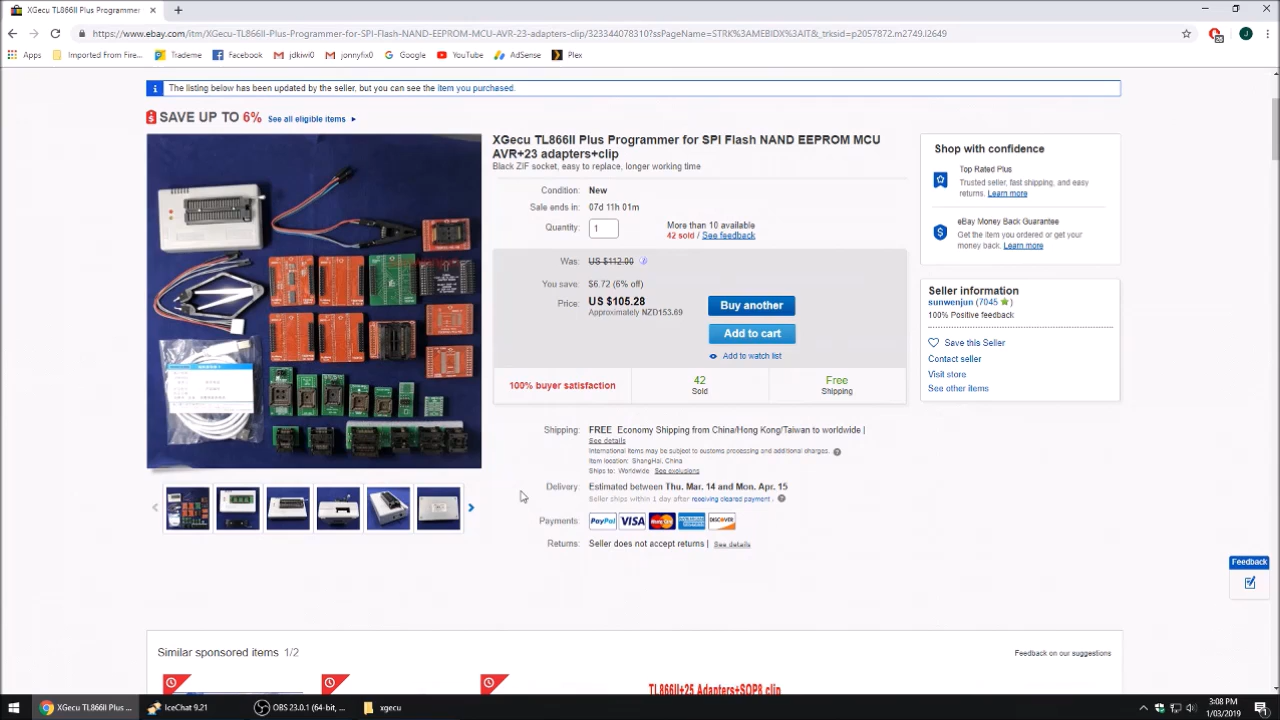 XGecu TL866II Plus Programmer
https://www.ebay.com/itm/XGecu-TL866II-Plus-Programmer-for-SPI-Flash-NAND-EEPROM-MCU-AVR-23-adapters-clip/323344078310?ssPageName=STRK%3AMEBIDX%3AIT&_trksid=p2057872.m2749.l2649
Apps Imported From Fire... Trademe Facebook jdkiwi0 jonnyfix0 Google YouTube AdSense Plex
The listing below has been updated by the seller, but you can see the item you purchased.
SAVE UP TO 6% See all eligible items
XGecu TL866II Plus Programmer for SPI Flash NAND EEPROM MCU
AVR+23 adapters+clip
Black ZIF socket, easy to replace, longer working time
Condition: New
Sale ends in: 07d 11h 01m
Quantity: 1 More than 10 available
42 sold / See feedback
Was: US $112.00
You save: $6.72 (6% off)
Price: US $105.28
Approximately NZD153.69
Buy another
Add to cart
Add to watch list
100% buyer satisfaction
42
Sold
Free
Shipping
Shipping: FREE Economy Shipping from China/Hong Kong/Taiwan to worldwide |
See details
International items may be subject to customs processing and additional charges.
Item location: ShangHai, China
Ships to: Worldwide See exclusions
Delivery: Estimated between Thu. Mar. 14 and Mon. Apr. 15
Seller ships within 1 day after receiving cleared payment
Payments: PayPal VISA MasterCard DISCOVER
Returns: Seller does not accept returns | See details
Shop with confidence
Top Rated Plus
Trusted seller, fast shipping, and easy
returns. Learn more
eBay Money Back Guarantee
Get the item you ordered or get your
money back. Learn more
Seller information
sunwenjun (7045)
100% Positive feedback
Save this Seller
Contact seller
Visit store
See other items
Feedback
Similar sponsored items 1/2
Feedback on our suggestions
TL866II+25 Adapters+SOP8 clip
XGecu TL866II Plus ...
IceChat 9.21
OBS 23.0.1 (64-bit, ...
xgecu
3:08 PM
1/03/2019